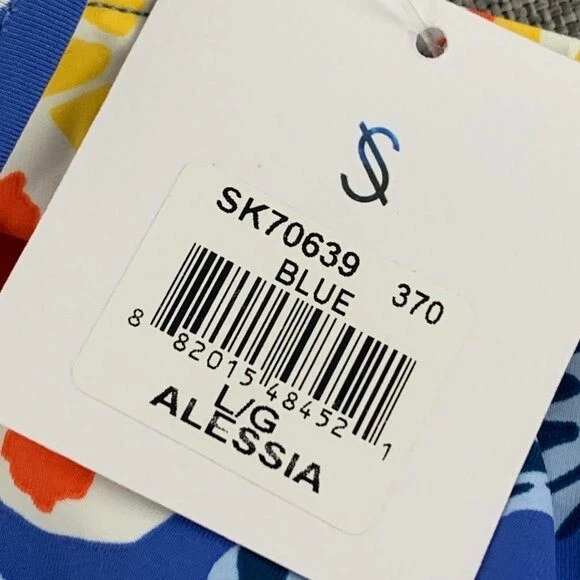 SK70639
BLUE 370
8 82015 48452 1
L/G
ALESSIA